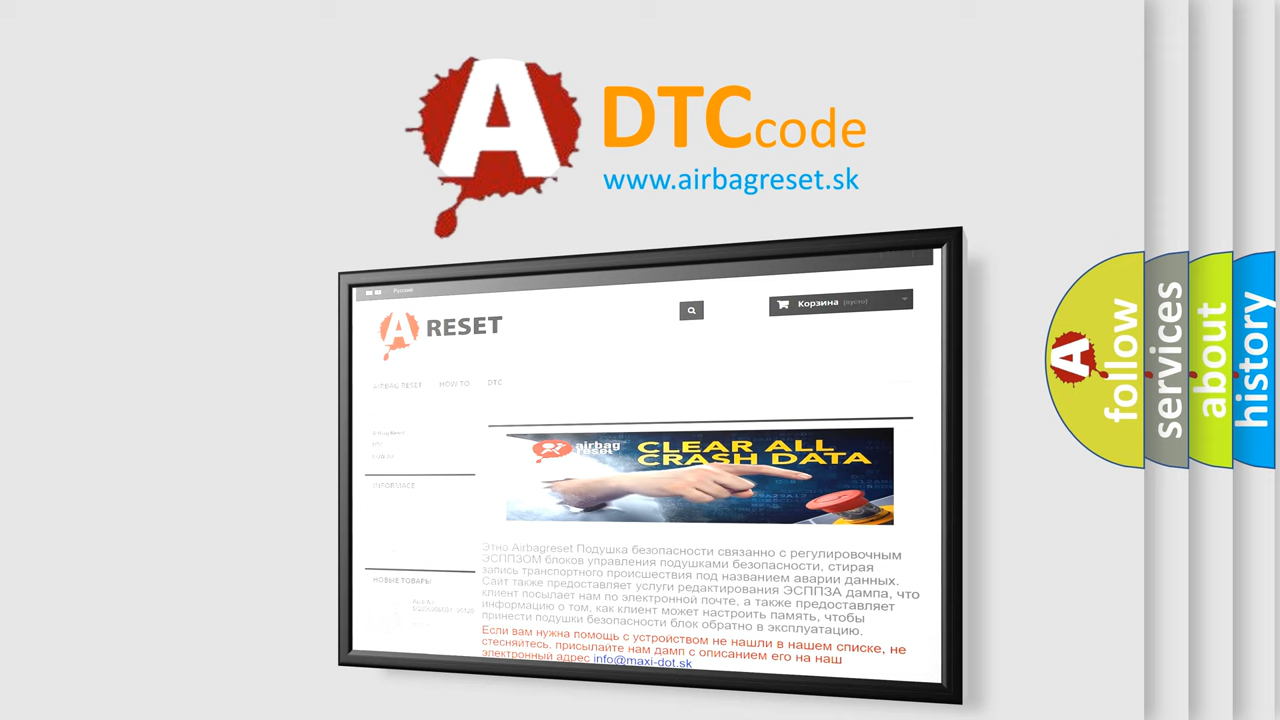 A DTC code
www.airbagreset.sk
Русский
Корзина (пусто)
A RESET
AIRBAG RESET HOW TO DTC
INFORMACE
airbag reset
CLEAR ALL
CRASH DATA
Этно Airbagreset Подушка безопасности связанно с регулировочным
ЭСППЗОМ блоков управления подушками безопасности, стирая
запись транспортного происшествия под названием аварии данных.
Сайт также предоставляет услуги редактирования ЭСППЗА дампа, что
клиент посылает нам по электронной почте, а также предоставляет
информацию о том, как клиент может настроить память, чтобы
принести подушки безопасности блок обратно в эксплуатацию.
Если вам нужна помощь с устройством не нашли в нашем списке, не
стесняйтесь, присылайте нам дамп с описанием его на наш
электронный адрес info@maxi-dot.sk
НОВЫЕ ТОВАРЫ
A
follow
services
about
history